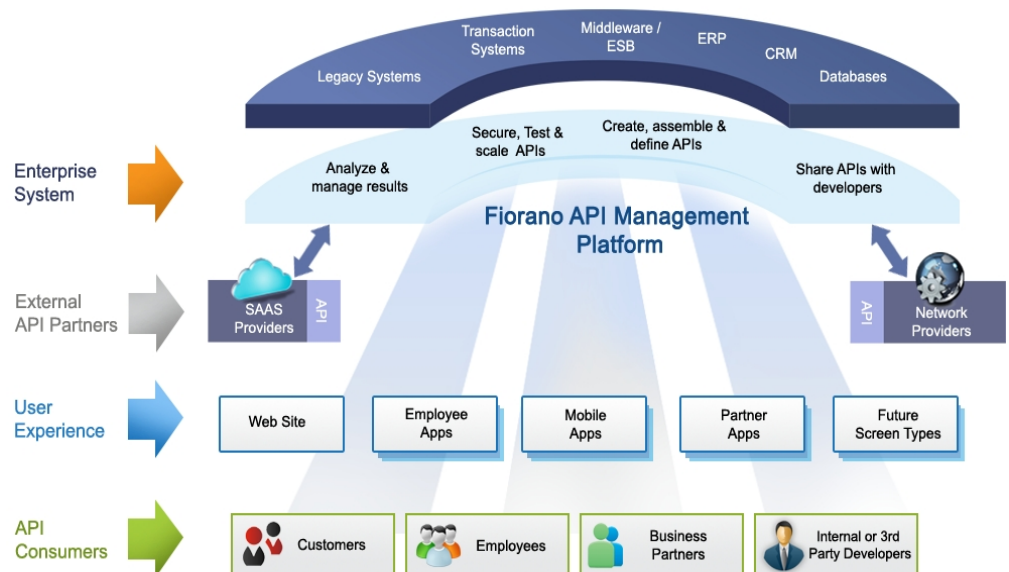 Transaction
Systems
Middleware /
ESB
ERP
CRM
Legacy Systems
Databases
Secure, Test &
scale APIs
Create, assemble &
define APIs
Analyze &
manage results
Share APIs with
developers
Enterprise
System
Fiorano API Management
Platform
External
API Partners
SAAS
Providers
API
API
Network
Providers
User
Experience
Web Site
Employee
Apps
Mobile
Apps
Partner
Apps
Future
Screen Types
API
Consumers
Customers
Employees
Business
Partners
Internal or 3rd
Party Developers